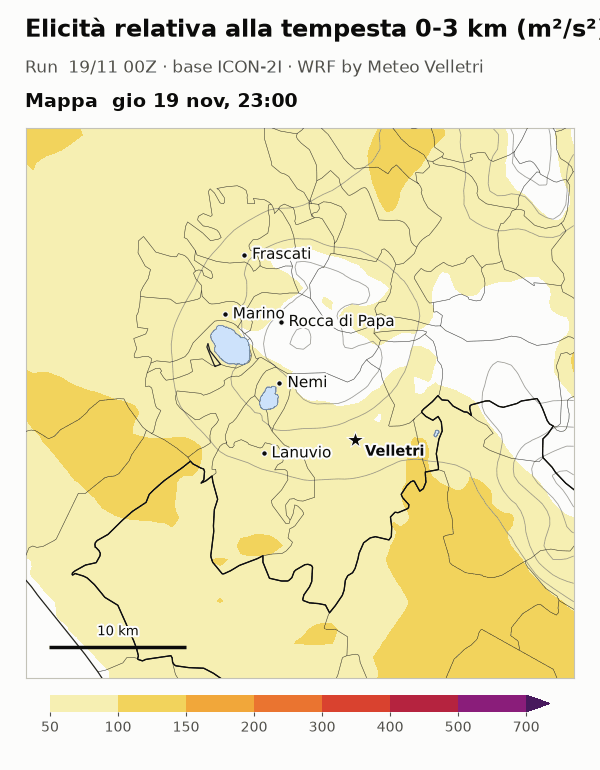 Elicità relativa alla tempesta 0-3 km (m²/s²)
Run 19/11 00Z · base ICON-2I · WRF by Meteo Velletri
Mappa gio 19 nov, 23:00
Frascati
Marino
Rocca di Papa
Nemi
Velletri
Lanuvio
10 km
50 100 150 200 300 400 500 700